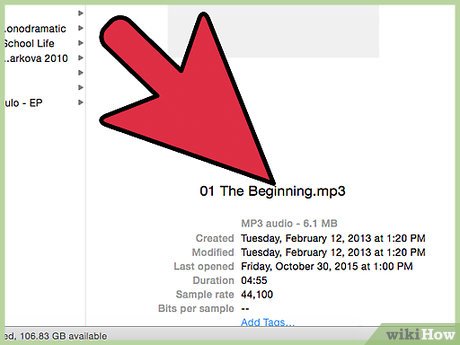 ..onodramatic
School Life
...arkova 2010
ulo - EP
01 The Beginning.mp3
MP3 audio - 6.1 MB
Created Tuesday, February 12, 2013 at 1:20 PM
Modified Tuesday, February 12, 2013 at 1:20 PM
Last opened Friday, October 30, 2015 at 1:00 PM
Duration 04:55
Sample rate 44,100
Bits per sample --
Add Tags...
ed, 106.83 GB available
wikiHow